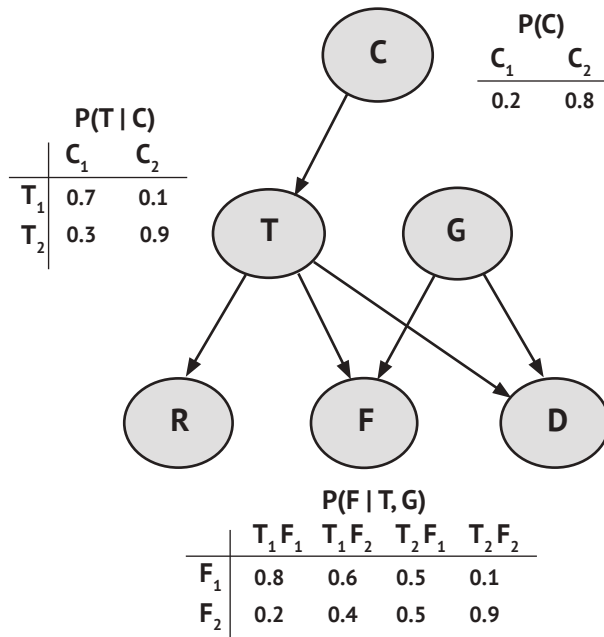 C
P(C)
C₁ C₂
0.2 0.8
P(T | C)
C₁ C₂
T₁ 0.7 0.1
T₂ 0.3 0.9
T G
R F D
P(F | T, G)
T₁ F₁ T₁ F₂ T₂ F₁ T₂ F₂
F₁ 0.8 0.6 0.5 0.1
F₂ 0.2 0.4 0.5 0.9